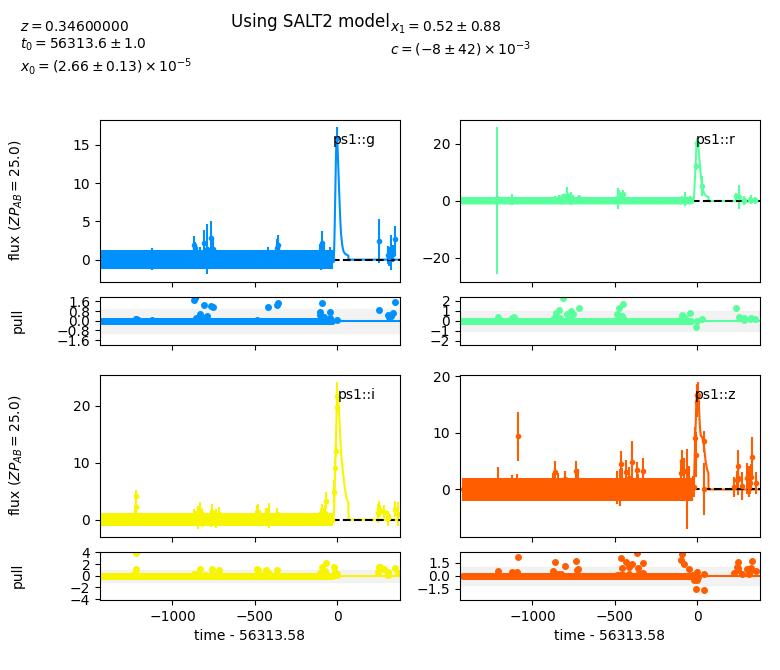 Using SALT2 model
z = 0.34600000
t0 = 56313.6 ± 1.0
x0 = (2.66 ± 0.13) × 10^−5
x1 = 0.52 ± 0.88
c = (−8 ± 42) × 10^−3
flux (ZP_AB = 25.0)
ps1::g
15
10
5
0
ps1::r
20
0
−20
pull
1.6
0.8
0.0
−0.8
−1.6
2
1
0
−1
−2
flux (ZP_AB = 25.0)
ps1::i
20
10
0
ps1::z
20
10
0
pull
4
2
0
−2
−4
1.5
0.0
−1.5
−1000 −500 0
time - 56313.58
−1000 −500 0
time - 56313.58